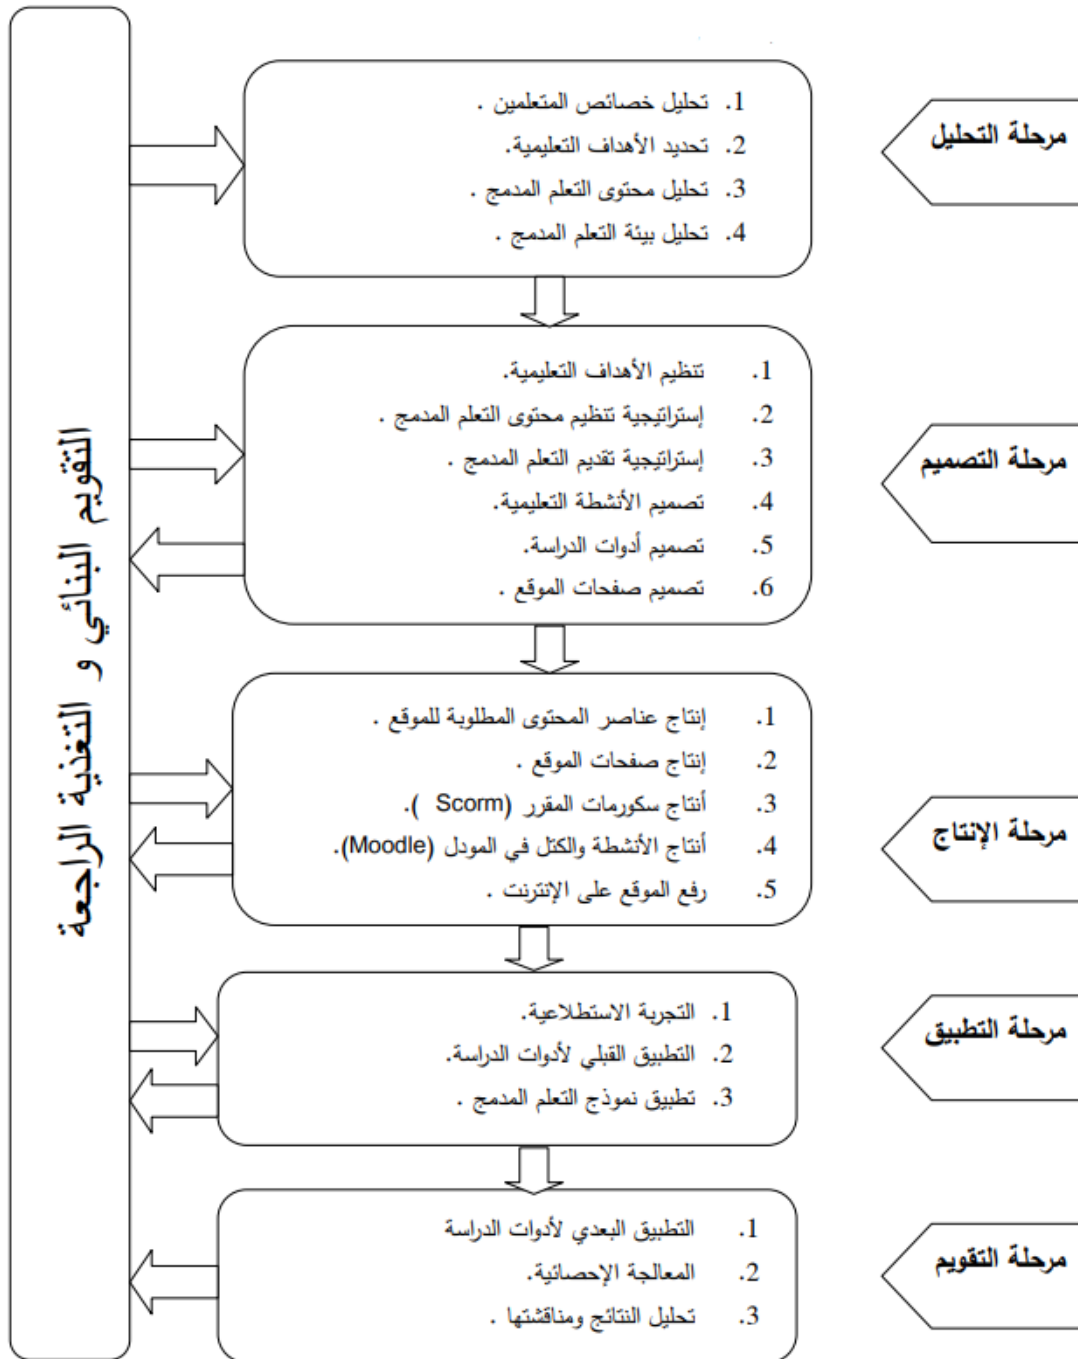 مرحلة التحليل
1. تحليل خصائص المتعلمين .
2. تحديد الأهداف التعليمية.
3. تحليل محتوى التعلم المدمج .
4. تحليل بيئة التعلم المدمج .
مرحلة التصميم
1. تنظيم الأهداف التعليمية.
2. إستراتيجية تنظيم محتوى التعلم المدمج .
3. إستراتيجية تقديم التعلم المدمج .
4. تصميم الأنشطة التعليمية.
5. تصميم أدوات الدراسة.
6. تصميم صفحات الموقع .
مرحلة الإنتاج
1. إنتاج عناصر المحتوى المطلوبة للموقع .
2. إنتاج صفحات الموقع .
3. أنتاج سكورمات المقرر (Scorm ).
4. أنتاج الأنشطة والكتل في المودل (Moodle).
5. رفع الموقع على الإنترنت .
مرحلة التطبيق
1. التجربة الاستطلاعية.
2. التطبيق القبلي لأدوات الدراسة.
3. تطبيق نموذج التعلم المدمج .
مرحلة التقويم
1. التطبيق البعدي لأدوات الدراسة
2. المعالجة الإحصائية.
3. تحليل النتائج ومناقشتها .
التقويم البنائي و التغذية الراجعة